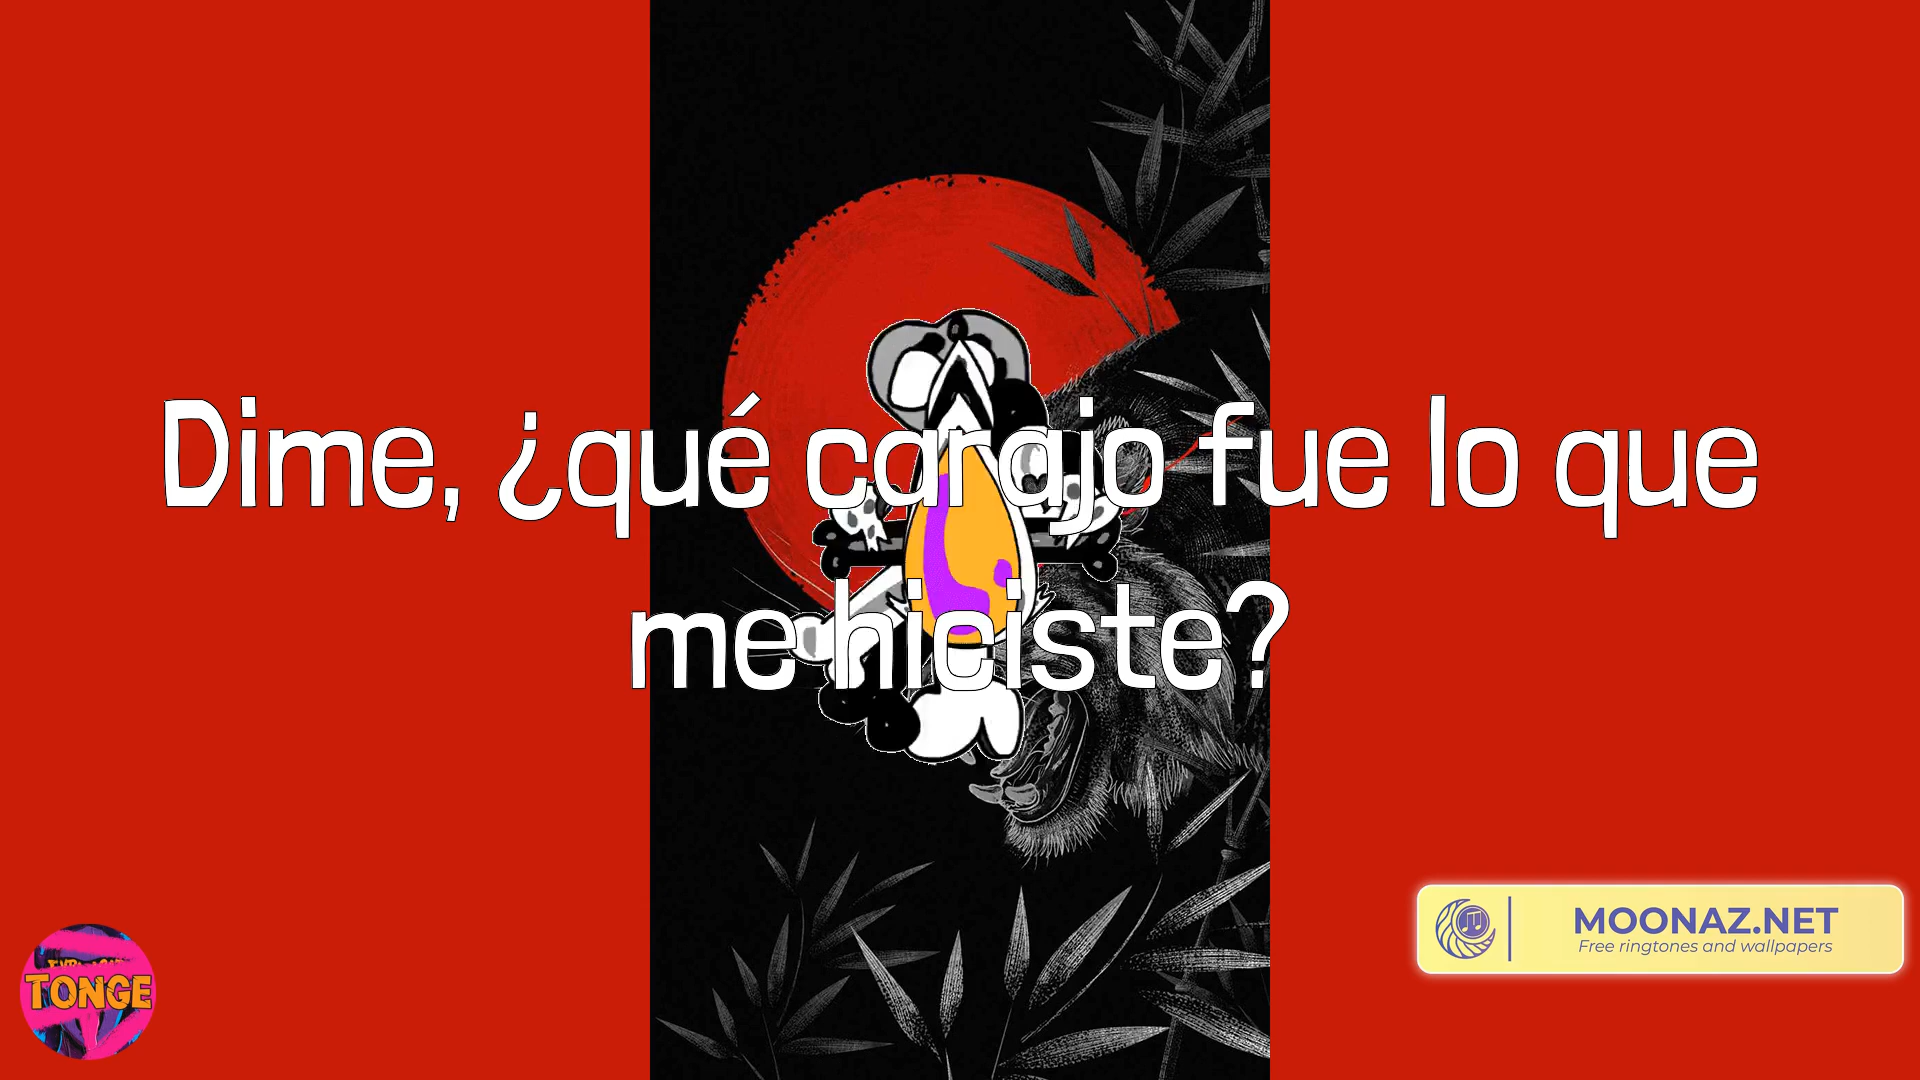 Dime, ¿qué carajo fue lo que
me hiciste?
TONGE
MOONAZ.NET
Free ringtones and wallpapers